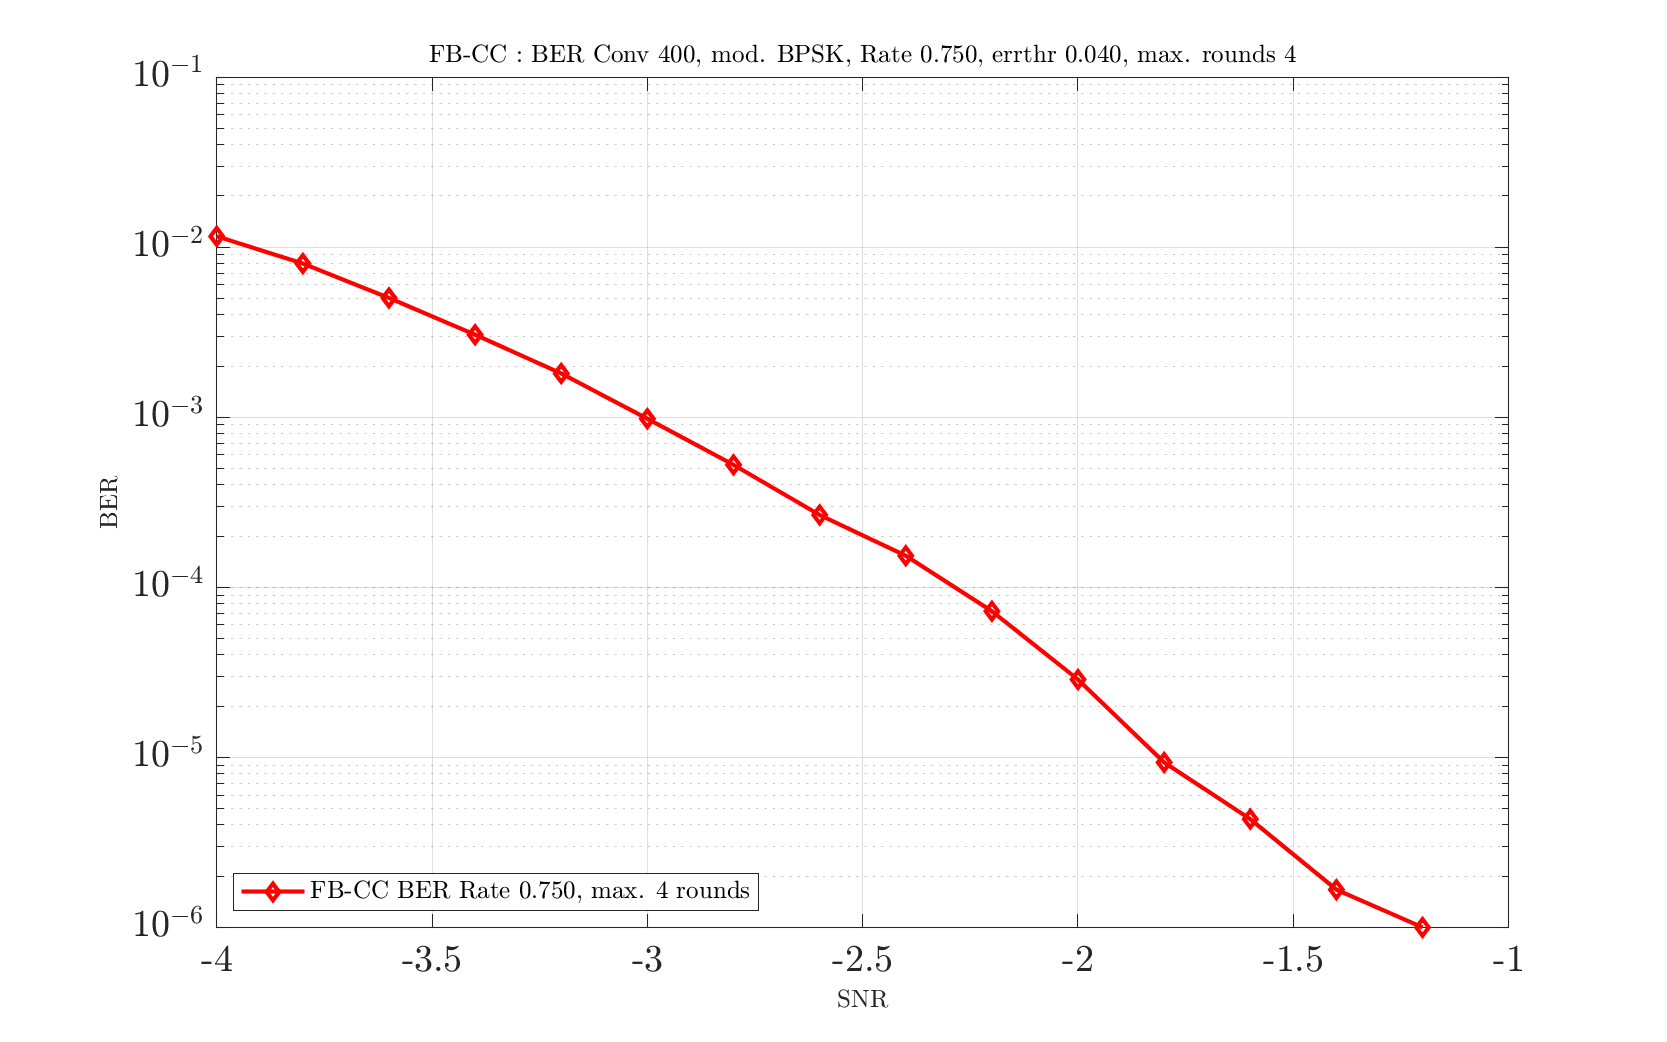 FB-CC : BER Conv 400, mod. BPSK, Rate 0.750, errthr 0.040, max. rounds 4
10^{-1}
10^{-2}
10^{-3}
10^{-4}
10^{-5}
10^{-6}
BER
FB-CC BER Rate 0.750, max. 4 rounds
-4 -3.5 -3 -2.5 -2 -1.5 -1
SNR